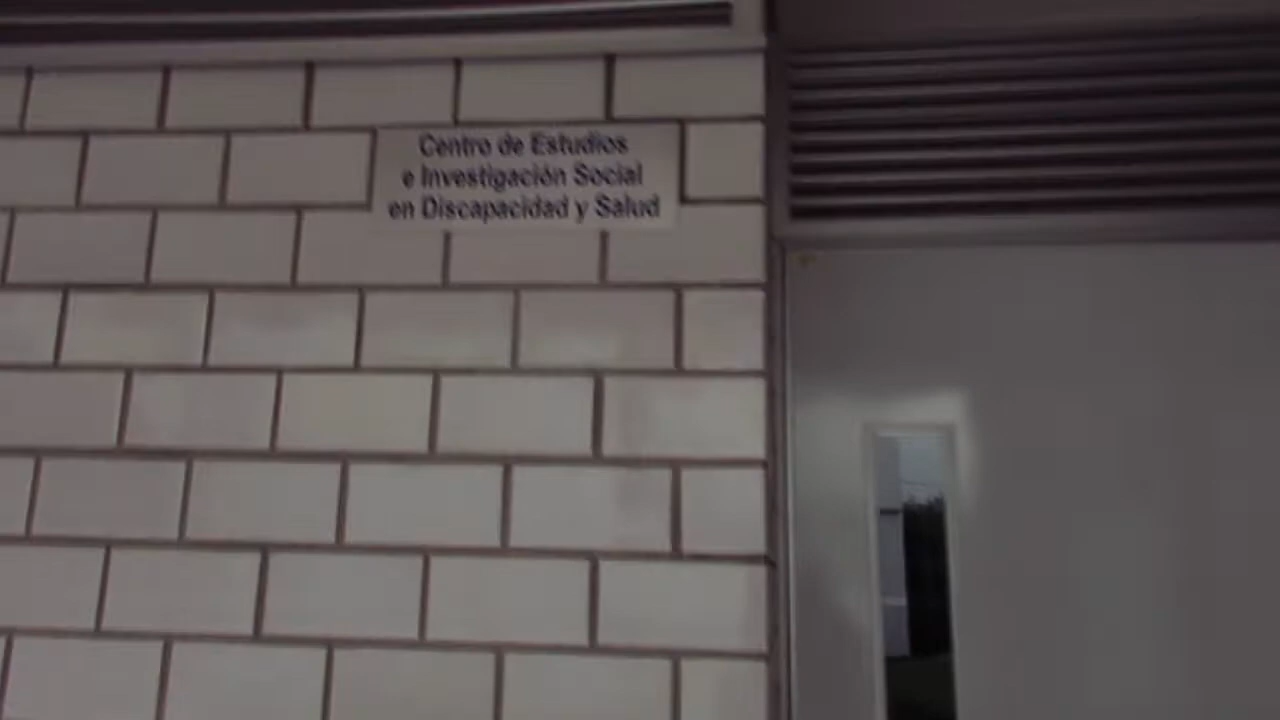 Centro de Estudios
e Investigación Social
en Discapacidad y Salud